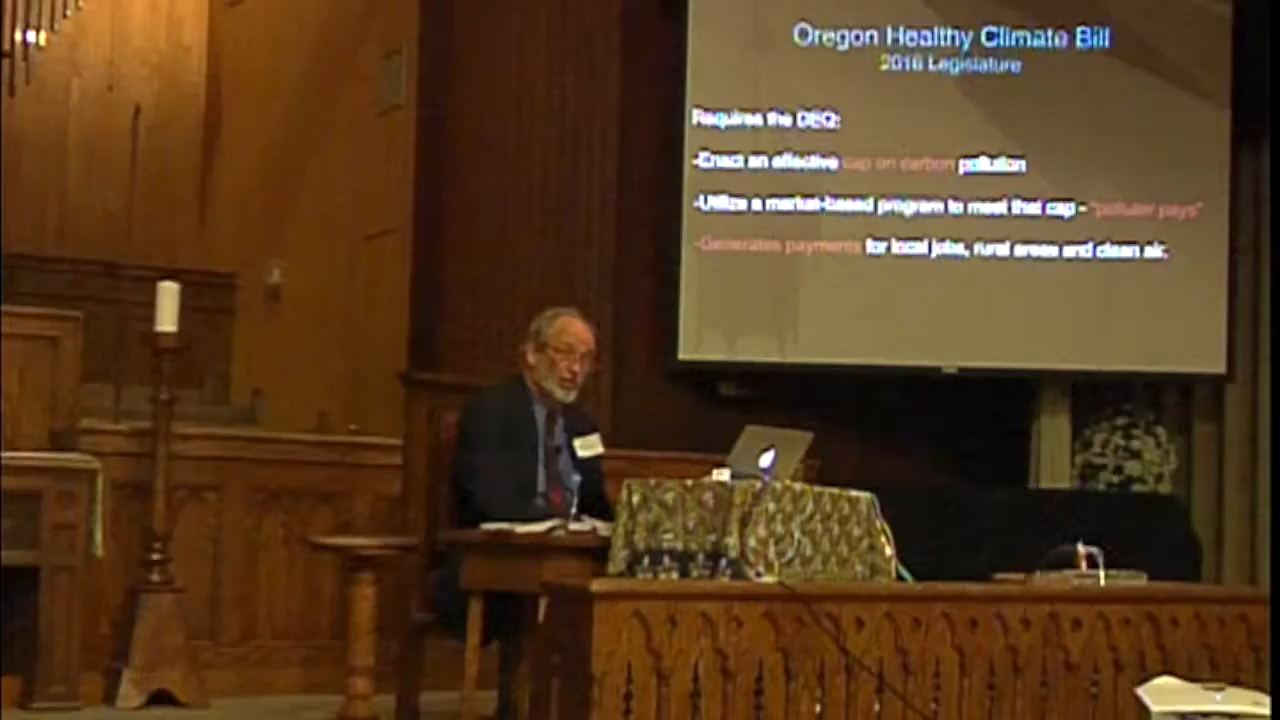 Oregon Healthy Climate Bill
2016 Legislature
Requires the DEQ:
-Enact an effective cap on carbon pollution
-Utilize a market-based program to meet that cap - "polluter pays"
-Generates payments for local jobs, rural areas and clean air.